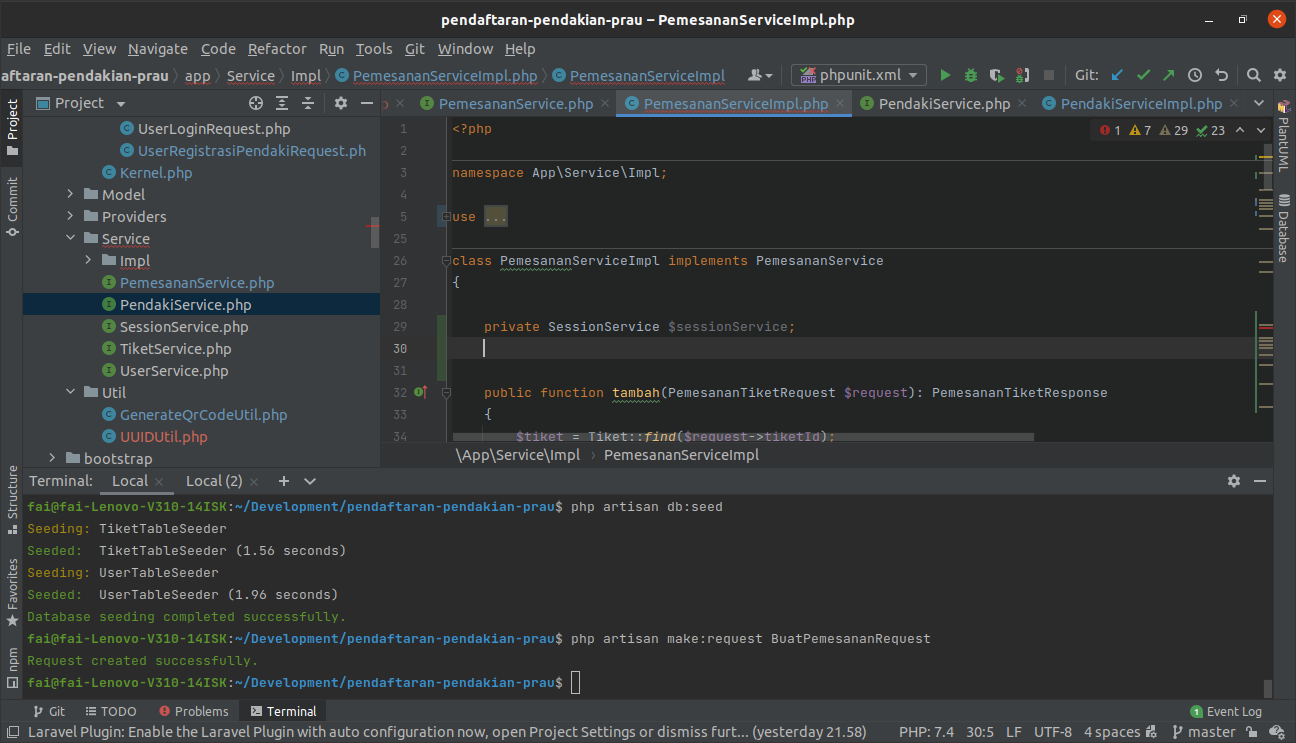 pendaftaran-pendakian-prau – PemesananServiceImpl.php
File Edit View Navigate Code Refactor Run Tools Git Window Help
aftaran-pendakian-prau app Service Impl PemesananServiceImpl.php PemesananServiceImpl phpunit.xml Git:
Project
PemesananService.php PemesananServiceImpl.php PendakiService.php PendakiServiceImpl.php
Project
Commit
Structure
Favorites
npm
UserLoginRequest.php
UserRegistrasiPendakiRequest.ph
Kernel.php
Model
Providers
Service
Impl
PemesananService.php
PendakiService.php
SessionService.php
TiketService.php
UserService.php
Util
GenerateQrCodeUtil.php
UUIDUtil.php
bootstrap
1 7 29 23
1 <?php
2
3 namespace App\Service\Impl;
4
5 use ...
25
26 class PemesananServiceImpl implements PemesananService
27 {
28
29 private SessionService $sessionService;
30
31
32 public function tambah(PemesananTiketRequest $request): PemesananTiketResponse
33 {
34 $tiket = Tiket::find($request->tiketId);
\App\Service\Impl PemesananServiceImpl
PlantUML
Database
Terminal: Local Local (2)
fai@fai-Lenovo-V310-14ISK:~/Development/pendaftaran-pendakian-prau$ php artisan db:seed
Seeding: TiketTableSeeder
Seeded: TiketTableSeeder (1.56 seconds)
Seeding: UserTableSeeder
Seeded: UserTableSeeder (1.96 seconds)
Database seeding completed successfully.
fai@fai-Lenovo-V310-14ISK:~/Development/pendaftaran-pendakian-prau$ php artisan make:request BuatPemesananRequest
Request created successfully.
fai@fai-Lenovo-V310-14ISK:~/Development/pendaftaran-pendakian-prau$
Git TODO Problems Terminal 1 Event Log
Laravel Plugin: Enable the Laravel Plugin with auto configuration now, open Project Settings or dismiss furt... (yesterday 21.58) PHP: 7.4 30:5 LF UTF-8 4 spaces master